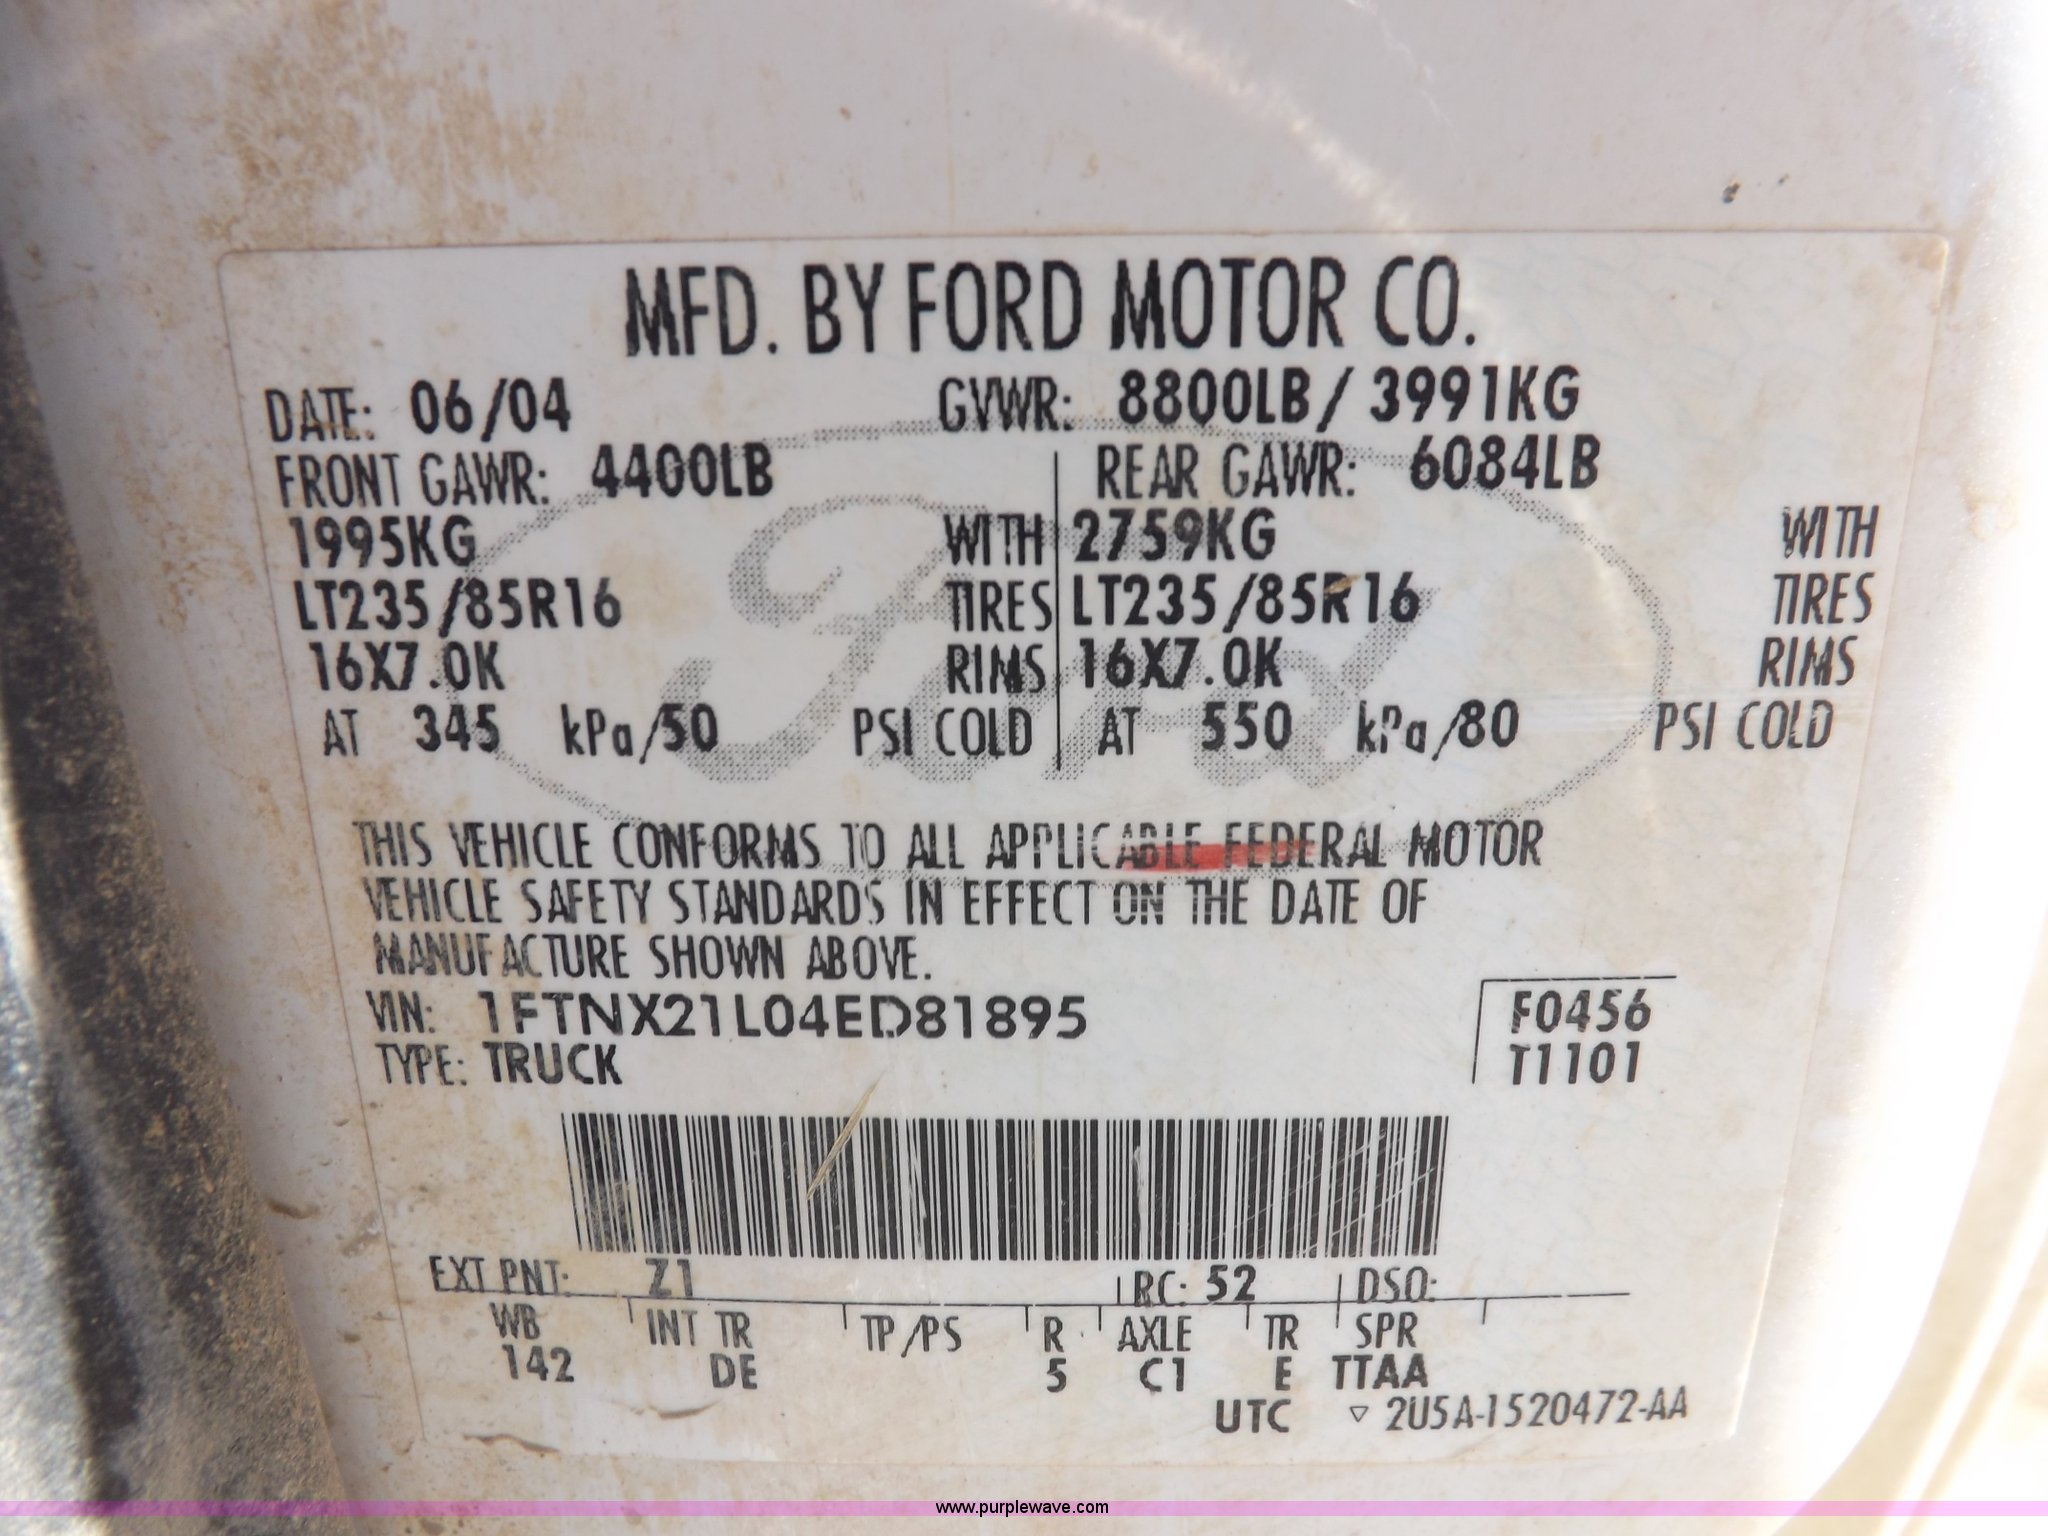 MFD. BY FORD MOTOR CO.
DATE: 06/04 GVWR: 8800LB/ 3991KG
FRONT GAWR: 4400LB REAR GAWR: 6084LB
1995KG WITH 2759KG WITH
LT235/85R16 TIRES LT235/85R16 TIRES
16X7.0K RIMS 16X7.0K RIMS
AT 345 kPa/50 PSI COLD AT 550 kPa/80 PSI COLD
Ford
THIS VEHICLE CONFORMS TO ALL APPLICABLE FEDERAL MOTOR
VEHICLE SAFETY STANDARDS IN EFFECT ON THE DATE OF
MANUFACTURE SHOWN ABOVE.
VIN: 1FTNX21L04ED81895 F0456
TYPE: TRUCK T1101
EXT PNT: Z1 RC: 52 DSO:
WB INT TR TP/PS R AXLE TR SPR
142 DE 5 C1 E TTAA
UTC ▽ 2U5A-1520472-AA
www.purplewave.com